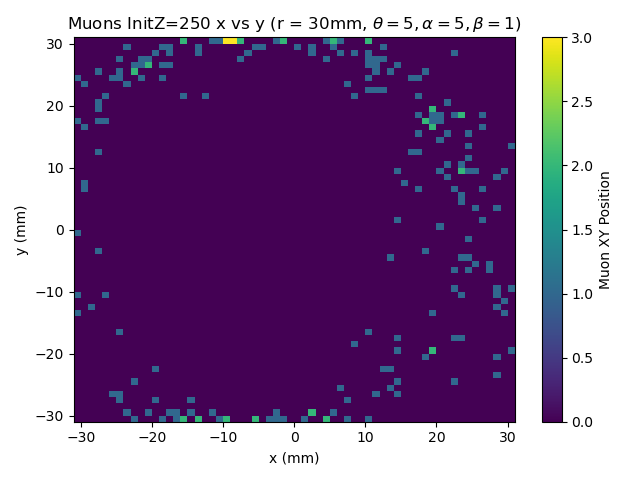 Muons InitZ=250 x vs y (r = 30mm, θ = 5, α = 5, β = 1)
30
20
10
0
−10
−20
−30
y (mm)
−30 −20 −10 0 10 20 30
x (mm)
3.0
2.5
2.0
1.5
1.0
0.5
0.0
Muon XY Position